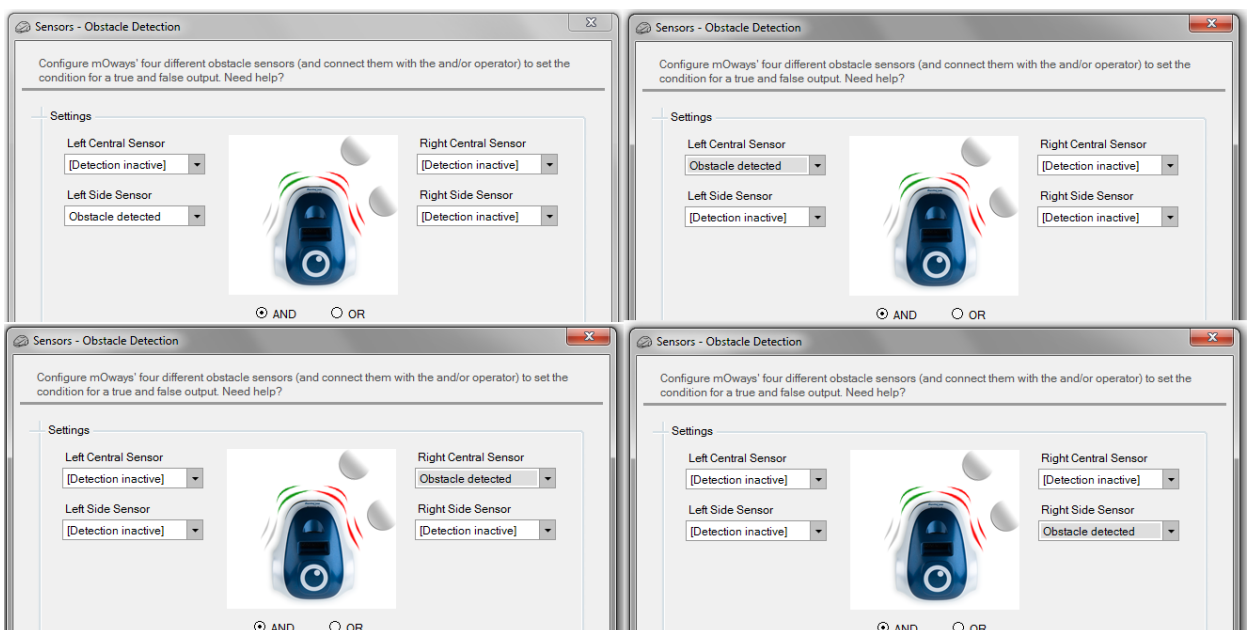 Sensors - Obstacle Detection
Configure mOways' four different obstacle sensors (and connect them with the and/or operator) to set the
condition for a true and false output. Need help?
Settings
Left Central Sensor
Right Central Sensor
[Detection inactive]
[Detection inactive]
Left Side Sensor
Right Side Sensor
Obstacle detected
[Detection inactive]
AND OR
Sensors - Obstacle Detection
Configure mOways' four different obstacle sensors (and connect them with the and/or operator) to set the
condition for a true and false output. Need help?
Settings
Left Central Sensor
Right Central Sensor
Obstacle detected
[Detection inactive]
Left Side Sensor
Right Side Sensor
[Detection inactive]
[Detection inactive]
AND OR
Sensors - Obstacle Detection
Configure mOways' four different obstacle sensors (and connect them with the and/or operator) to set the
condition for a true and false output. Need help?
Settings
Left Central Sensor
Right Central Sensor
[Detection inactive]
Obstacle detected
Left Side Sensor
Right Side Sensor
[Detection inactive]
[Detection inactive]
AND OR
Sensors - Obstacle Detection
Configure mOways' four different obstacle sensors (and connect them with the and/or operator) to set the
condition for a true and false output. Need help?
Settings
Left Central Sensor
Right Central Sensor
[Detection inactive]
[Detection inactive]
Left Side Sensor
Right Side Sensor
[Detection inactive]
Obstacle detected
AND OR